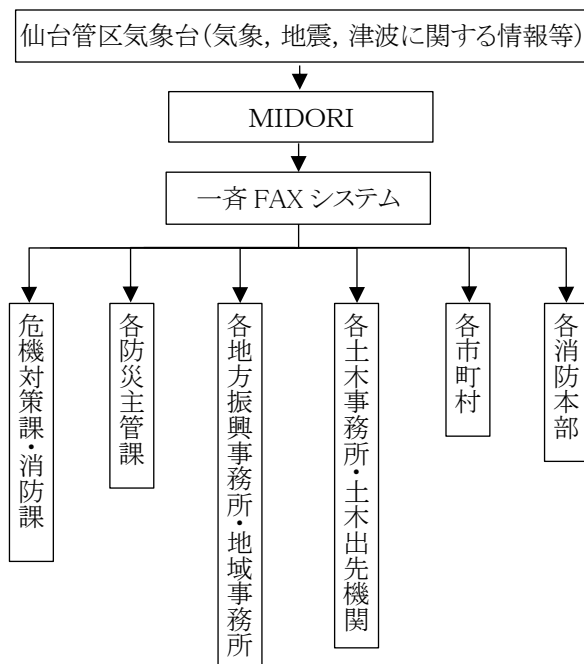 仙台管区気象台(気象, 地震, 津波に関する情報等)
MIDORI
一斉 FAX システム
危機対策課・消防課
各防災主管課
各地方振興事務所・地域事務所
各土木事務所・土木出先機関
各市町村
各消防本部